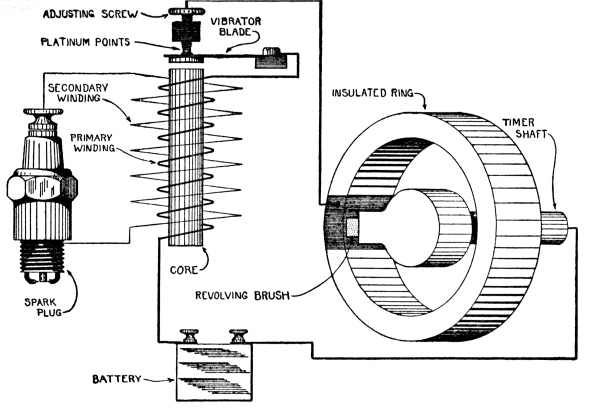 ADJUSTING SCREW
PLATINUM POINTS
VIBRATOR
BLADE
SECONDARY
WINDING
PRIMARY
WINDING
INSULATED RING
TIMER
SHAFT
CORE
REVOLVING BRUSH
SPARK
PLUG
BATTERY